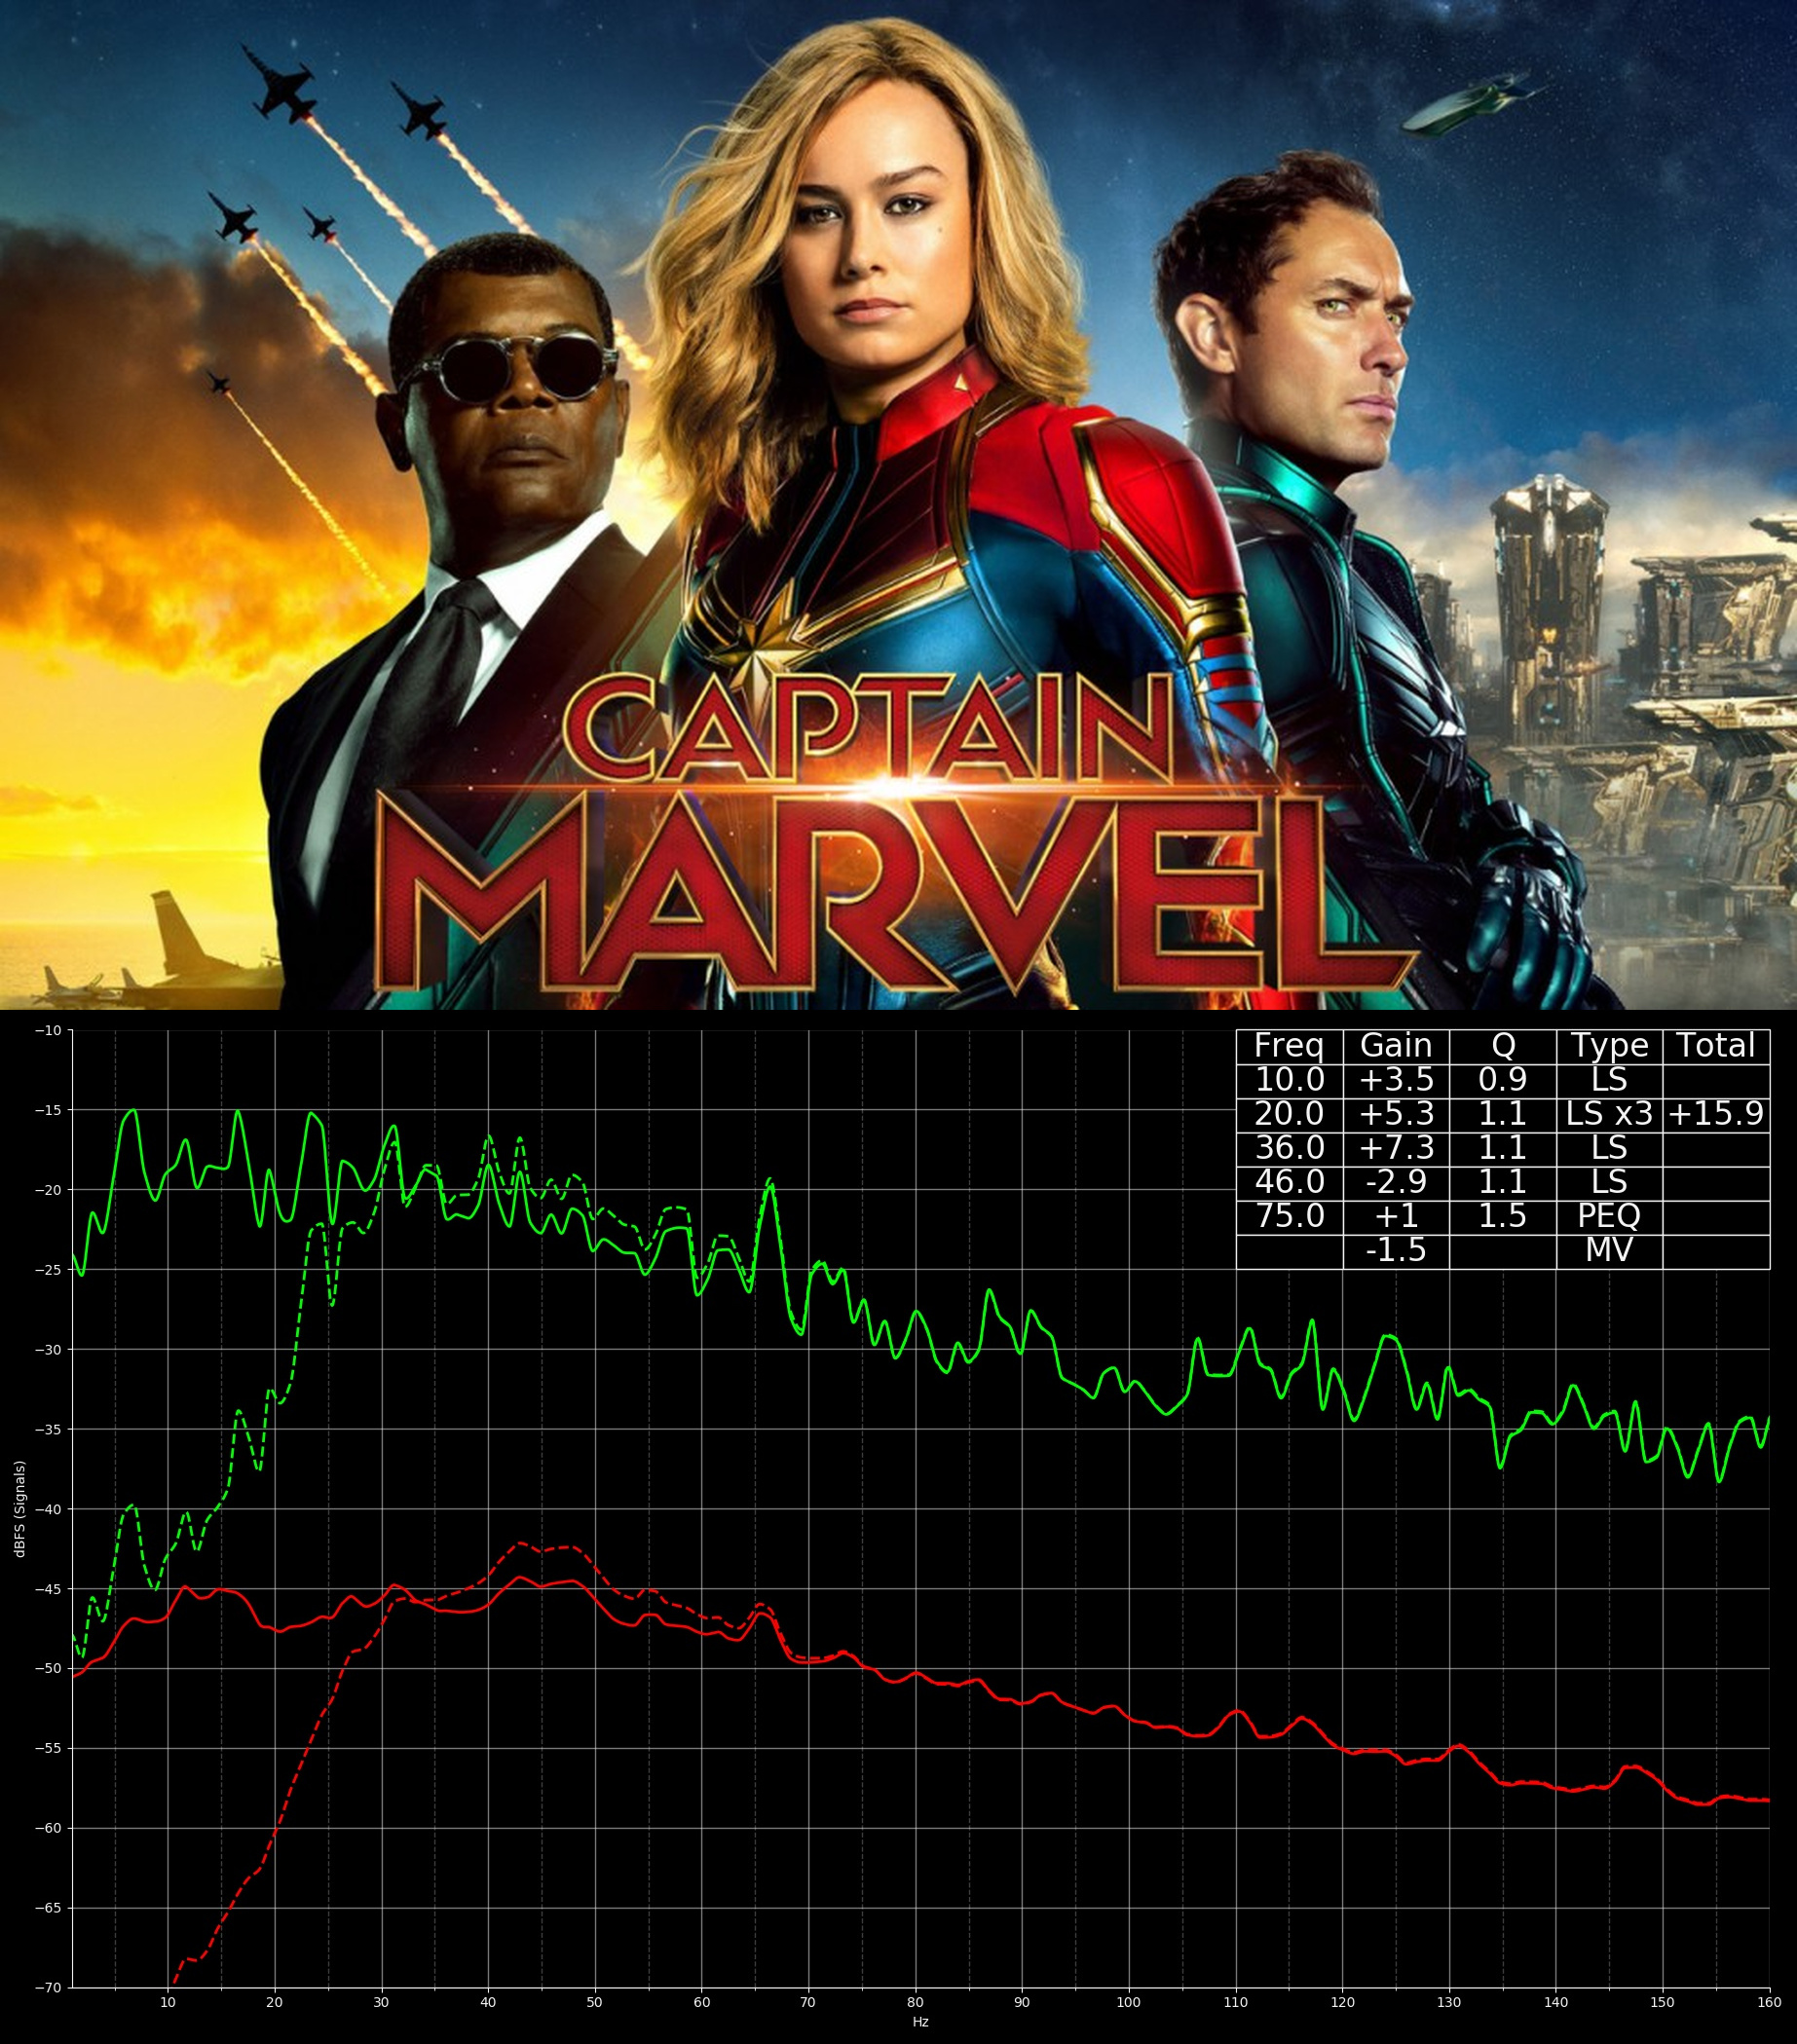 CAPTAIN
MARVEL
Freq Gain Q Type Total
10.0 +3.5 0.9 LS
20.0 +5.3 1.1 LS x3 +15.9
36.0 +7.3 1.1 LS
46.0 -2.9 1.1 LS
75.0 +1 1.5 PEQ
-1.5 MV
−10
−15
−20
−25
−30
−35
−40
−45
−50
−55
−60
−65
−70
dBFS (Signals)
10 20 30 40 50 60 70 80 90 100 110 120 130 140 150 160
Hz